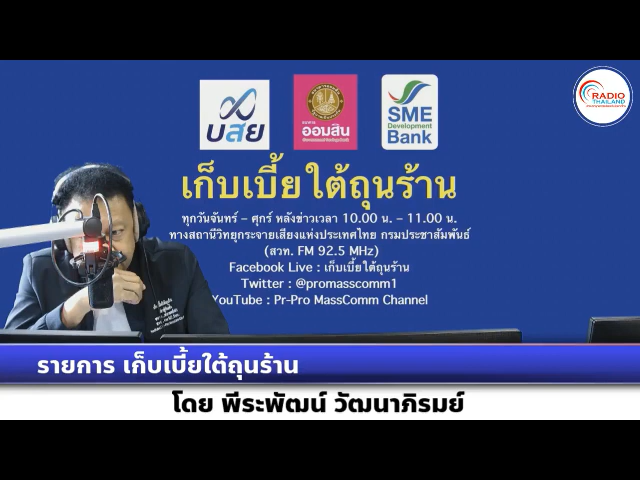 RADIO
THAILAND
บสย
ธนาคาร
ออมสิน
SME
Development
Bank
เก็บเบี้ยใต้ถุนร้าน
ทุกวันจันทร์ – ศุกร์ หลังข่าวเวลา 10.00 น. – 11.00 น.
ทางสถานีวิทยุกระจายเสียงแห่งประเทศไทย กรมประชาสัมพันธ์
(สวท. FM 92.5 MHz)
Facebook Live : เก็บเบี้ยใต้ถุนร้าน
Twitter : @promasscomm1
YouTube : Pr-Pro MassComm Channel
รายการ เก็บเบี้ยใต้ถุนร้าน
โดย พีระพัฒน์ วัฒนาภิรมย์